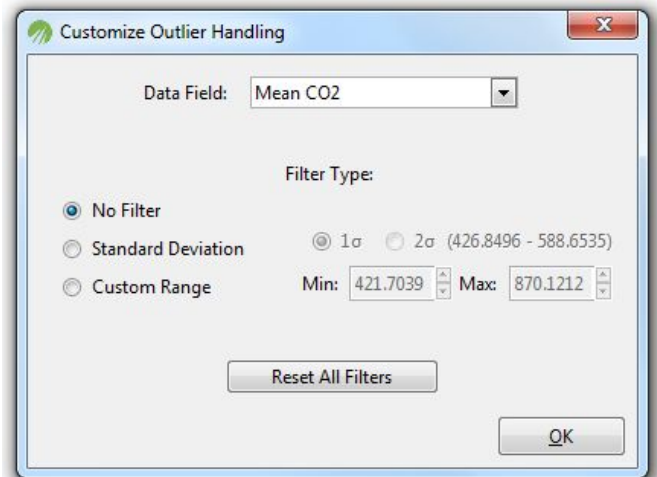 Customize Outlier Handling
Data Field: Mean CO2
Filter Type:
No Filter
Standard Deviation 1σ 2σ (426.8496 - 588.6535)
Custom Range Min: 421.7039 Max: 870.1212
Reset All Filters
OK